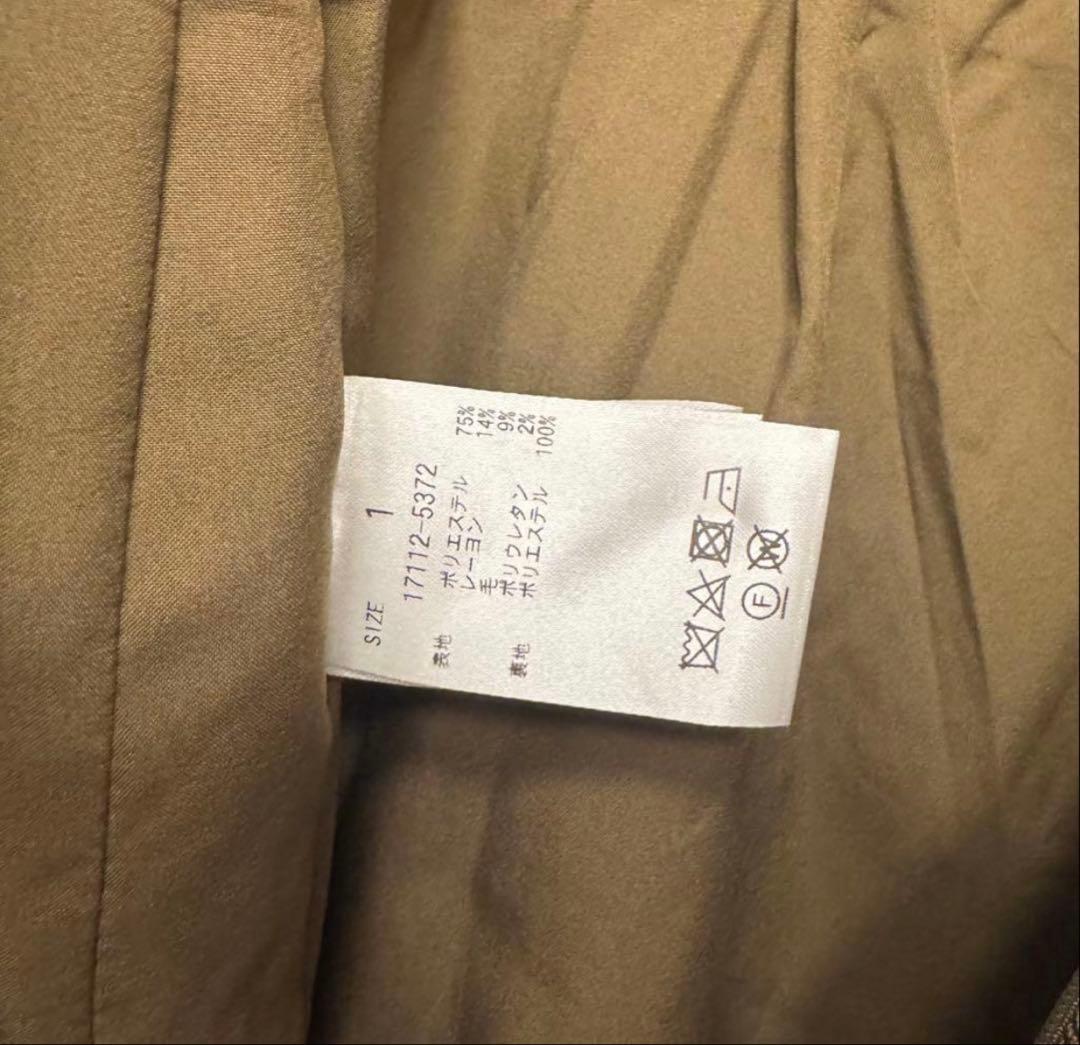 SIZE 1
17112-5372
表地 ポリエステル 75%
レーヨン 14%
毛 9%
ポリウレタン 2%
裏地 ポリエステル 100%
F W